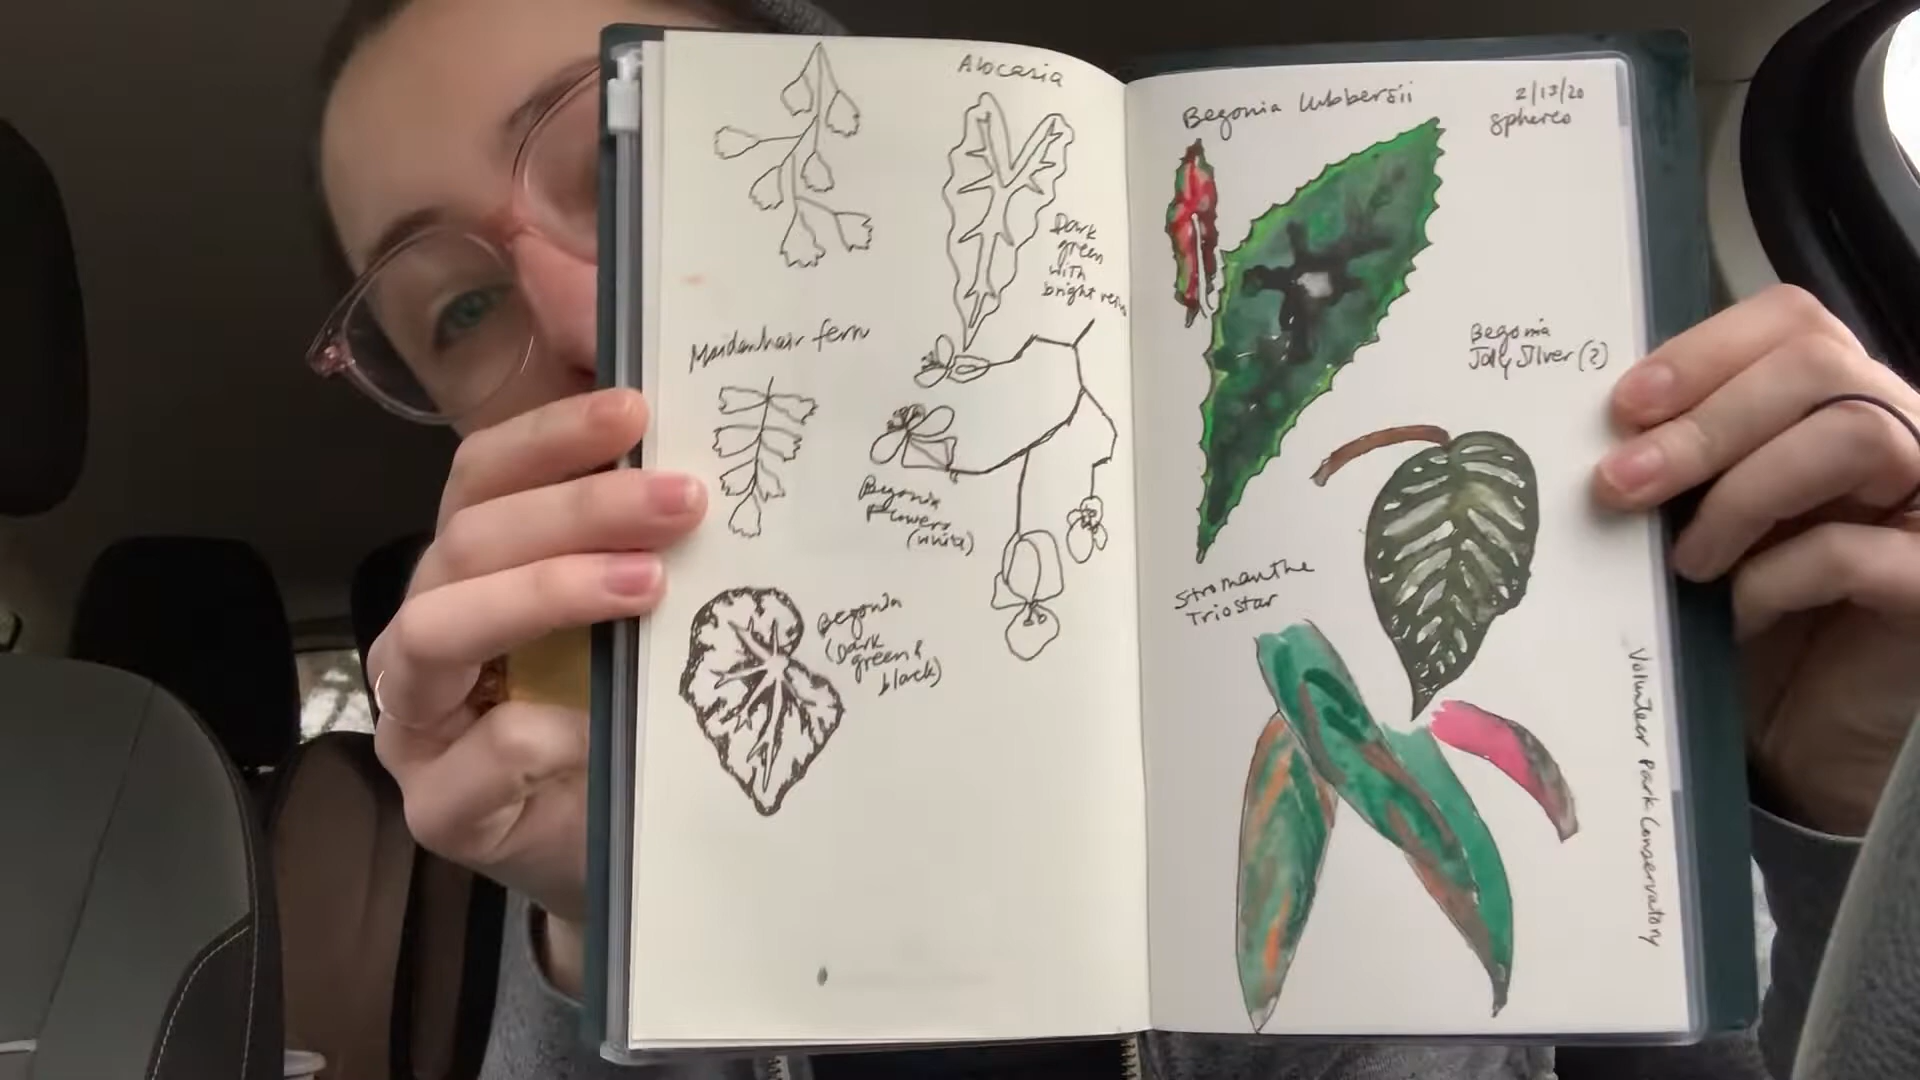 Alocasia
Dark
green
with
bright veins
Maidenhair fern
Begonia
Flowers
(white)
Begonia
(Dark
green &
black)
Begonia lubbersii
2/13/20
Spheres
Begonia
Jolly Silver (?)
Stromanthe
Triostar
Volunteer Park Conservatory